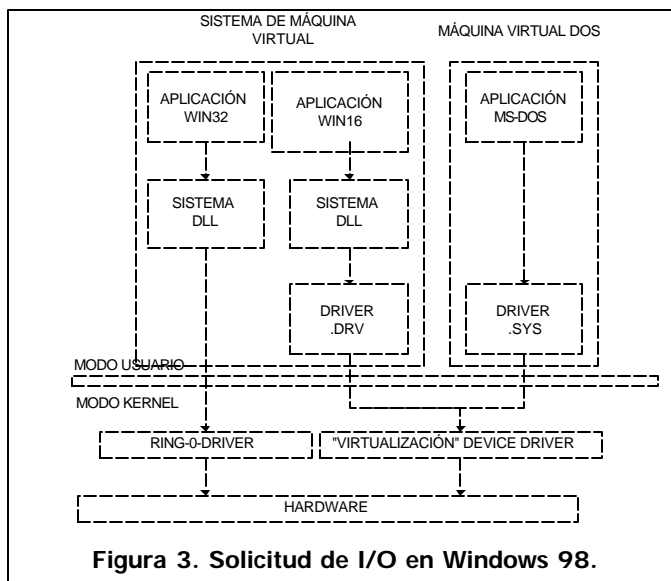 SISTEMA DE MÁQUINA
VIRTUAL
MÁQUINA VIRTUAL DOS
APLICACIÓN
WIN32
APLICACIÓN
WIN16
APLICACIÓN
MS-DOS
SISTEMA
DLL
SISTEMA
DLL
DRIVER
.DRV
DRIVER
.SYS
MODO USUARIO
MODO KERNEL
RING-0-DRIVER
"VIRTUALIZACIÓN" DEVICE DRIVER
HARDWARE
Figura 3. Solicitud de I/O en Windows 98.